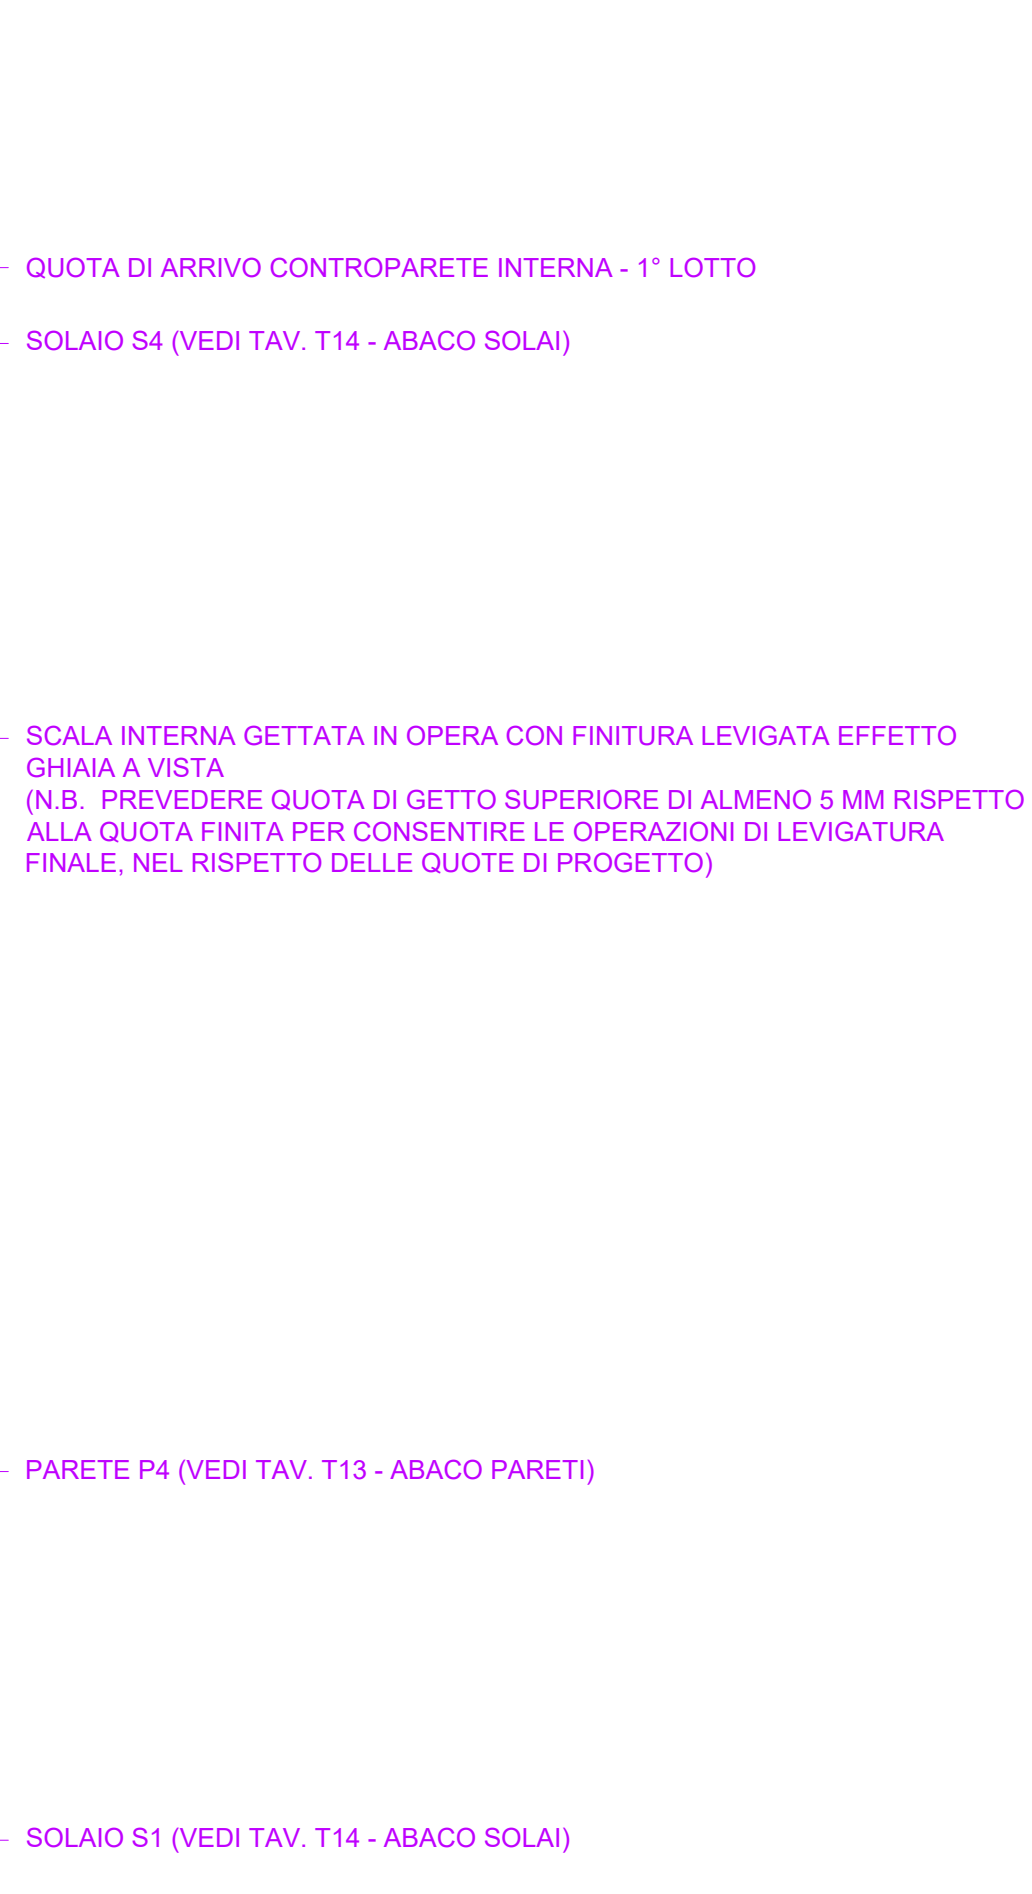 QUOTA DI ARRIVO CONTROPARETE INTERNA - 1° LOTTO
SOLAIO S4 (VEDI TAV. T14 - ABACO SOLAI)
SCALA INTERNA GETTATA IN OPERA CON FINITURA LEVIGATA EFFETTO
GHIAIA A VISTA
(N.B. PREVEDERE QUOTA DI GETTO SUPERIORE DI ALMENO 5 MM RISPETTO
ALLA QUOTA FINITA PER CONSENTIRE LE OPERAZIONI DI LEVIGATURA
FINALE, NEL RISPETTO DELLE QUOTE DI PROGETTO)
PARETE P4 (VEDI TAV. T13 - ABACO PARETI)
SOLAIO S1 (VEDI TAV. T14 - ABACO SOLAI)